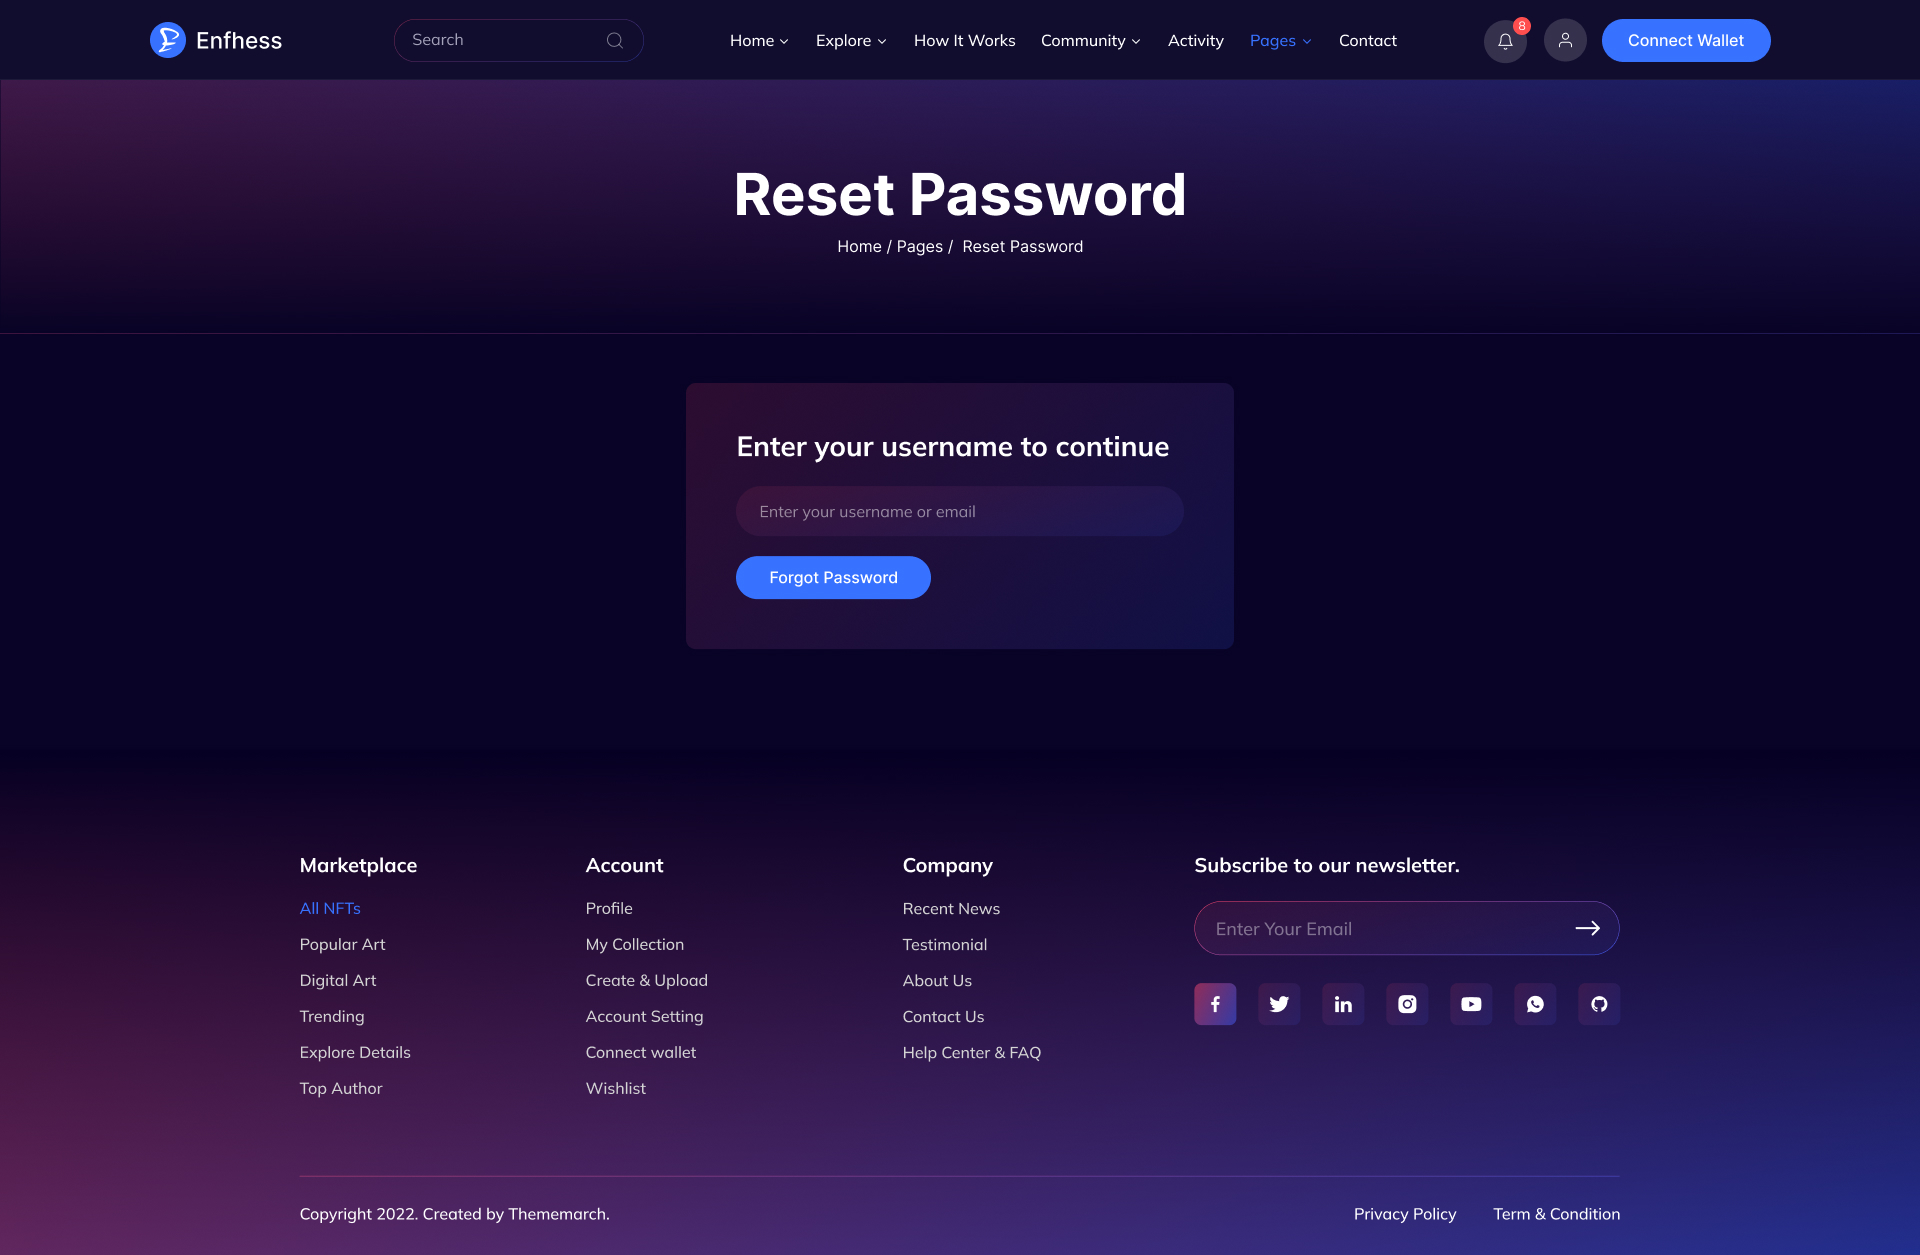 Enfhess
Search
Home
Explore
How It Works
Community
Activity
Pages
Contact
8
Connect Wallet
Reset Password
Home / Pages / Reset Password
Enter your username to continue
Enter your username or email
Forgot Password
Marketplace
All NFTs
Popular Art
Digital Art
Trending
Explore Details
Top Author
Account
Profile
My Collection
Create & Upload
Account Setting
Connect wallet
Wishlist
Company
Recent News
Testimonial
About Us
Contact Us
Help Center & FAQ
Subscribe to our newsletter.
Enter Your Email
Copyright 2022. Created by Thememarch.
Privacy Policy
Term & Condition